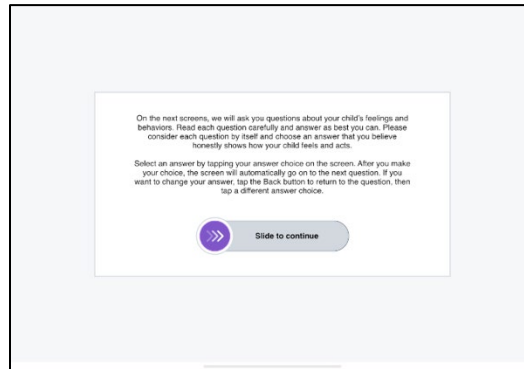 On the next screens, we will ask you questions about your child's feelings and
behaviors. Read each question carefully and answer as best you can. Please
consider each question by itself and choose an answer that you believe
honestly shows how your child feels and acts.
Select an answer by tapping your answer choice on the screen. After you make
your choice, the screen will automatically go on to the next question. If you
want to change your answer, tap the Back button to return to the question, then
tap a different answer choice.
Slide to continue